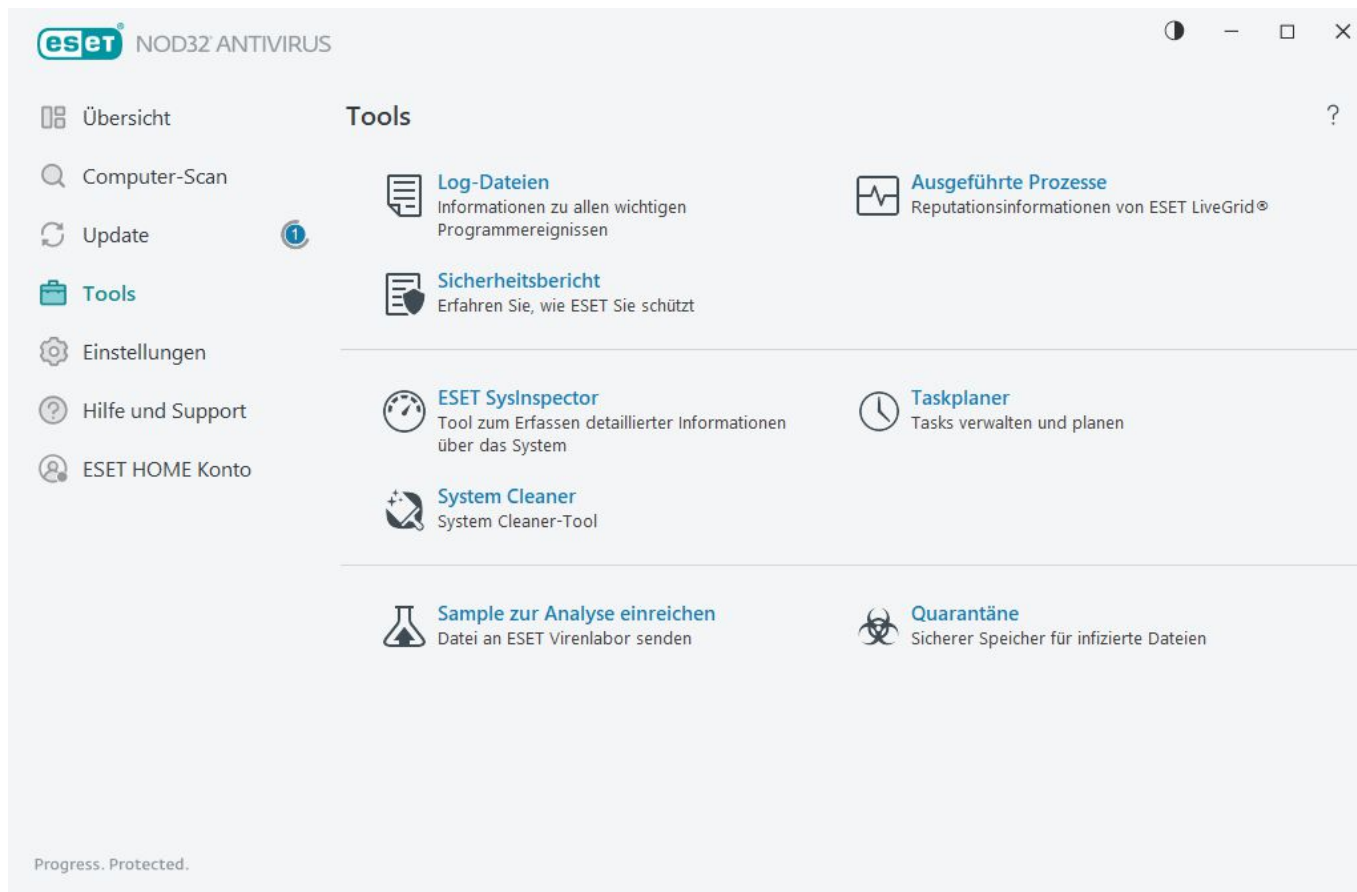 eset® NOD32® ANTIVIRUS
Übersicht
Computer-Scan
Update
1
Tools
Einstellungen
Hilfe und Support
ESET HOME Konto
Tools
?
Log-Dateien
Informationen zu allen wichtigen
Programmereignissen
Ausgeführte Prozesse
Reputationsinformationen von ESET LiveGrid®
Sicherheitsbericht
Erfahren Sie, wie ESET Sie schützt
ESET SysInspector
Tool zum Erfassen detaillierter Informationen
über das System
Taskplaner
Tasks verwalten und planen
System Cleaner
System Cleaner-Tool
Sample zur Analyse einreichen
Datei an ESET Virenlabor senden
Quarantäne
Sicherer Speicher für infizierte Dateien
Progress. Protected.